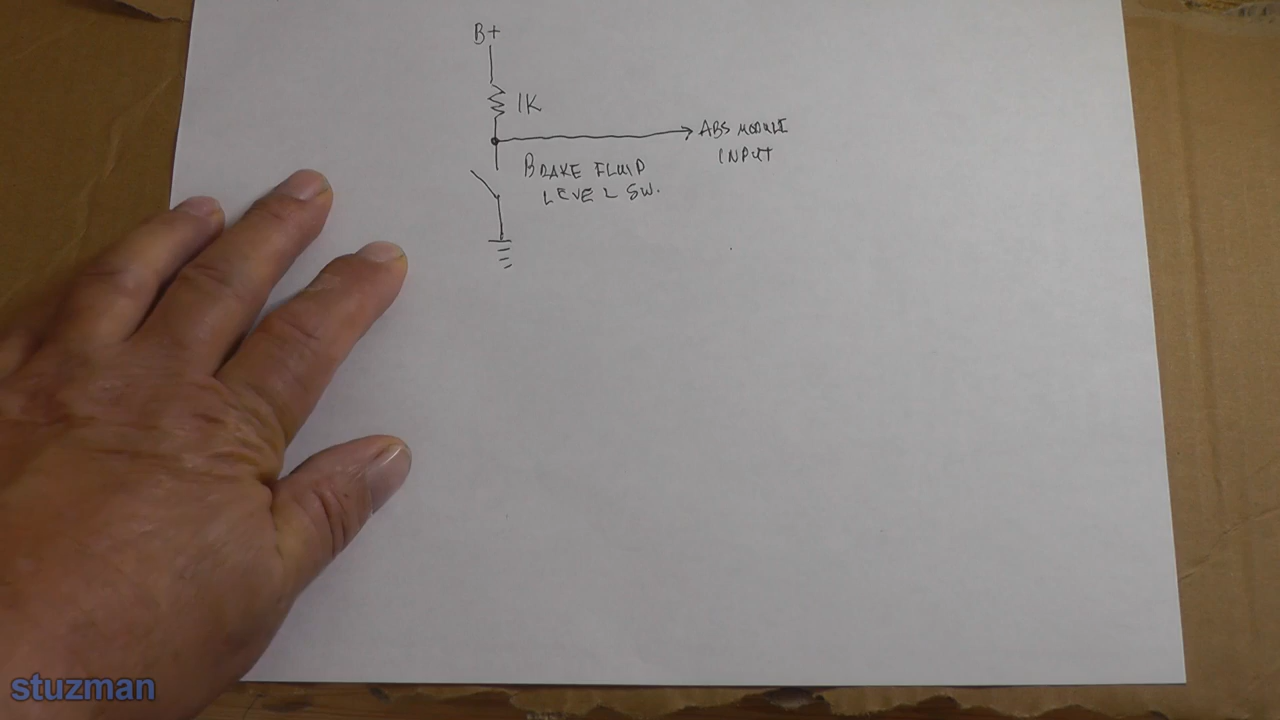 B+
1K
ABS MODULE
INPUT
BRAKE FLUID
LEVEL SW.
stuzman